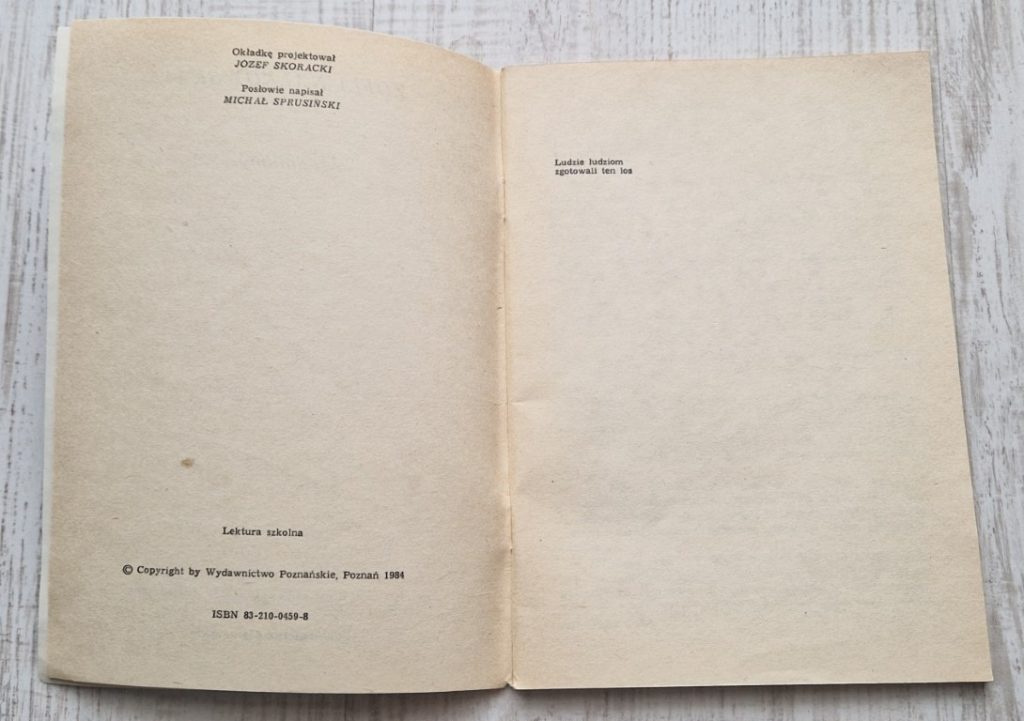 Okładkę projektował
JÓZEF SKORACKI
Posłowie napisał
MICHAŁ SPRUSIŃSKI
Lektura szkolna
© Copyright by Wydawnictwo Poznańskie, Poznań 1984
ISBN 83-210-0459-8
Ludzie ludziom
zgotowali ten los